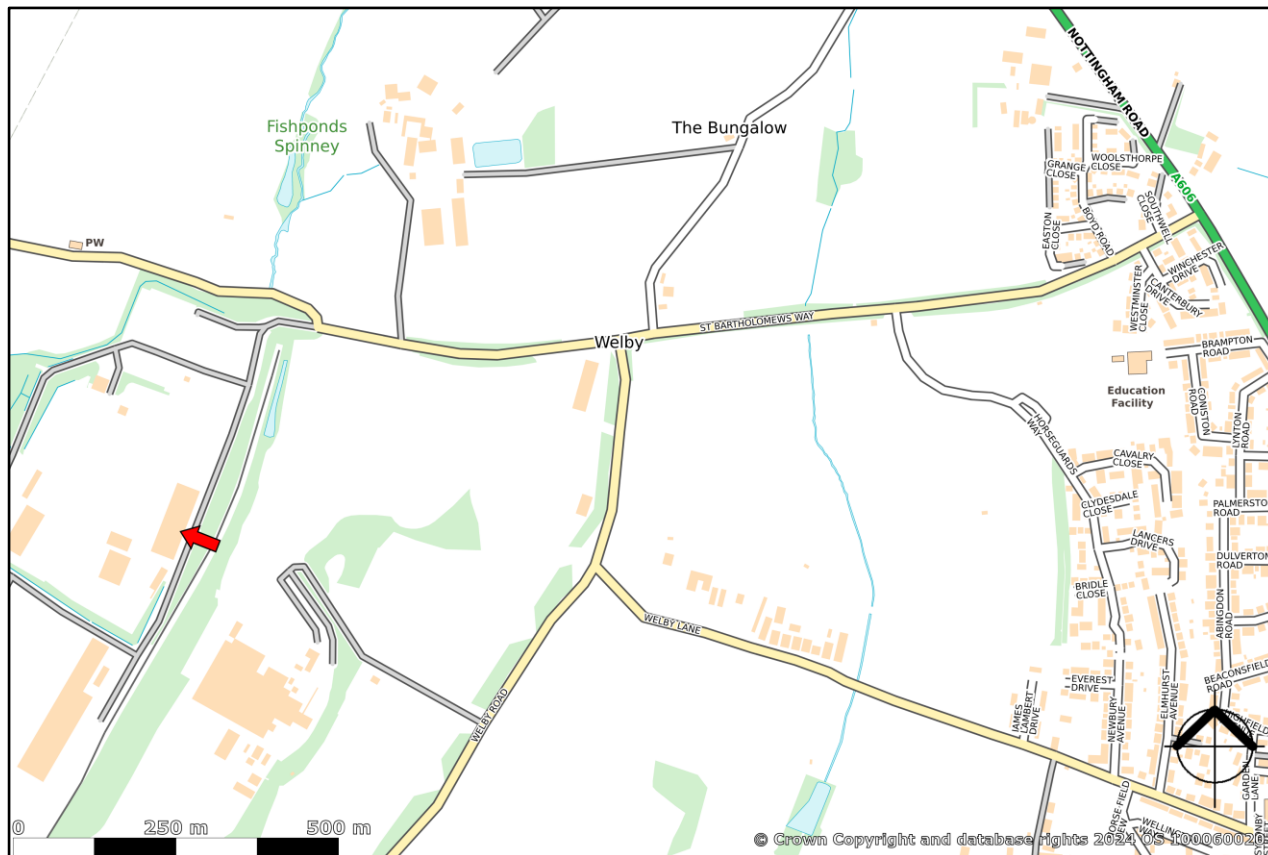 NOTTINGHAM ROAD
A606
Fishponds
Spinney
The Bungalow
WOOLSTHORPE
CLOSE
GRANGE
CLOSE
SOUTHWELL
CLOSE
BOYD ROAD
EASTON
CLOSE
WINCHESTER
DRIVE
CANTERBURY
DRIVE
WESTMINSTER
CLOSE
PW
ST BARTHOLOMEWS WAY
Welby
BRAMPTON
ROAD
Education
Facility
CONISTON
ROAD
LYNTON
ROAD
HORSEGUARDS
WAY
CAVALRY
CLOSE
CLYDESDALE
CLOSE
PALMERSTON
ROAD
LANCERS
DRIVE
DULVERTON
ROAD
BRIDLE
CLOSE
ABINGDON
ROAD
WELBY LANE
BEACONSFIELD
ROAD
EVEREST
DRIVE
JAMES
LAMBERT
DRIVE
NEWBURY
AVENUE
ELMHURST
AVENUE
WELBY ROAD
GARDEN
LANE
0
250 m
500 m
© Crown Copyright and database rights 2024 OS